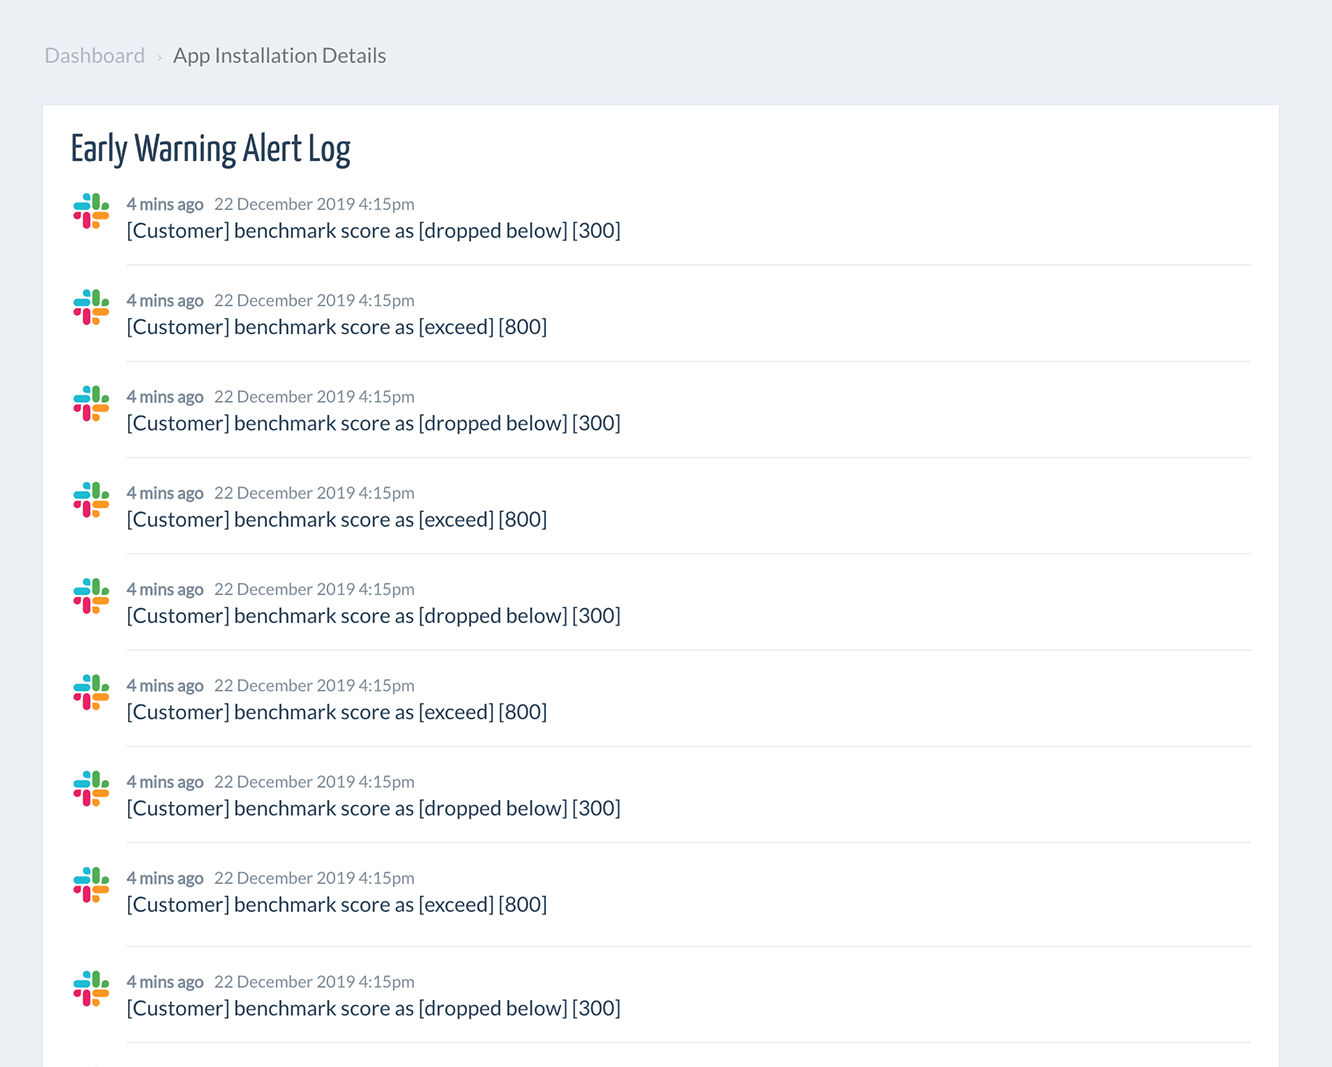 Dashboard › App Installation Details
Early Warning Alert Log
4 mins ago 22 December 2019 4:15pm
[Customer] benchmark score as [dropped below] [300]
4 mins ago 22 December 2019 4:15pm
[Customer] benchmark score as [exceed] [800]
4 mins ago 22 December 2019 4:15pm
[Customer] benchmark score as [dropped below] [300]
4 mins ago 22 December 2019 4:15pm
[Customer] benchmark score as [exceed] [800]
4 mins ago 22 December 2019 4:15pm
[Customer] benchmark score as [dropped below] [300]
4 mins ago 22 December 2019 4:15pm
[Customer] benchmark score as [exceed] [800]
4 mins ago 22 December 2019 4:15pm
[Customer] benchmark score as [dropped below] [300]
4 mins ago 22 December 2019 4:15pm
[Customer] benchmark score as [exceed] [800]
4 mins ago 22 December 2019 4:15pm
[Customer] benchmark score as [dropped below] [300]